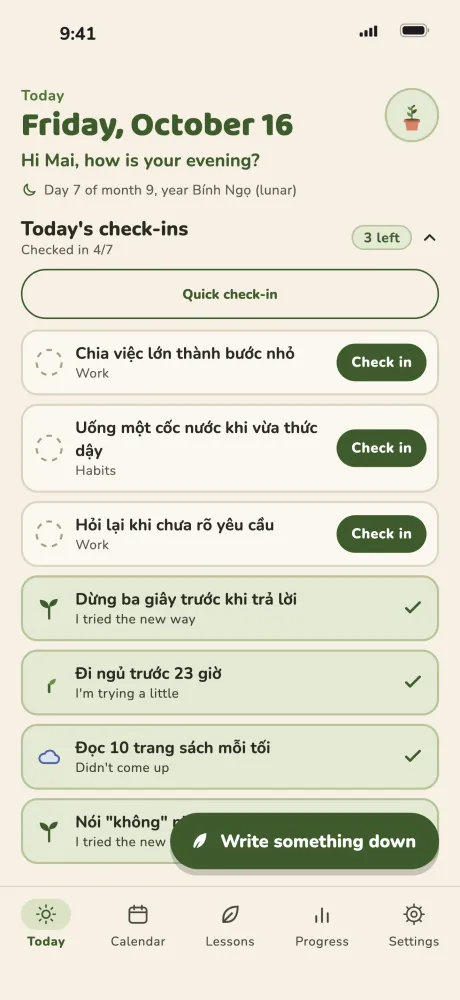 9:41
Today
Friday, October 16
Hi Mai, how is your evening?
Day 7 of month 9, year Bính Ngọ (lunar)
Today's check-ins
Checked in 4/7
3 left
Quick check-in
Chia việc lớn thành bước nhỏ
Work
Check in
Uống một cốc nước khi vừa thức
dậy
Habits
Check in
Hỏi lại khi chưa rõ yêu cầu
Work
Check in
Dừng ba giây trước khi trả lời
I tried the new way
Đi ngủ trước 23 giờ
I'm trying a little
Đọc 10 trang sách mỗi tối
Didn't come up
Nói "không"
I tried the new
Write something down
Today
Calendar
Lessons
Progress
Settings